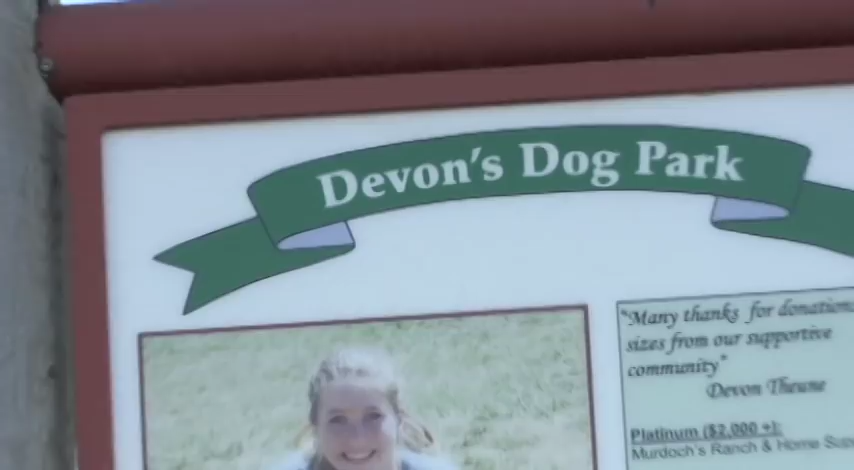 Devon's Dog Park
"Many thanks for donations
sizes from our supportive
community"
Devon Theune
Platinum ($2,000 +):
Murdoch's Ranch & Home